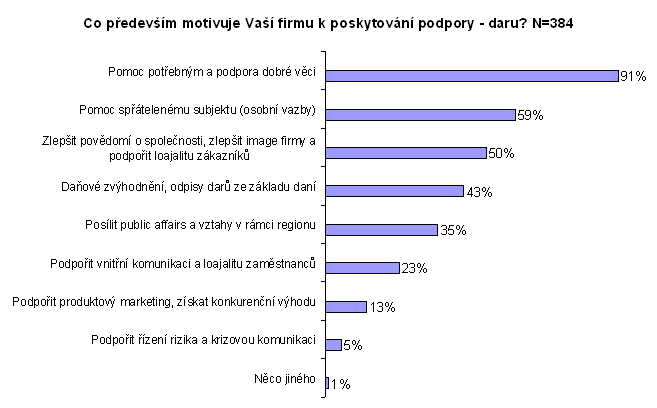 Co především motivuje Vaší firmu k poskytování podpory - daru? N=384
Pomoc potřebným a podpora dobré věci
91%
Pomoc spřátelenému subjektu (osobní vazby)
59%
Zlepšit povědomí o společnosti, zlepšit image firmy a
podpořit loajalitu zákazníků
50%
Daňové zvýhodnění, odpisy darů ze základu daní
43%
Posílit public affairs a vztahy v rámci regionu
35%
Podpořit vnitřní komunikaci a loajalitu zaměstnanců
23%
Podpořit produktový marketing, získat konkurenční výhodu
13%
Podpořit řízení rizika a krizovou komunikaci
5%
Něco jiného
1%